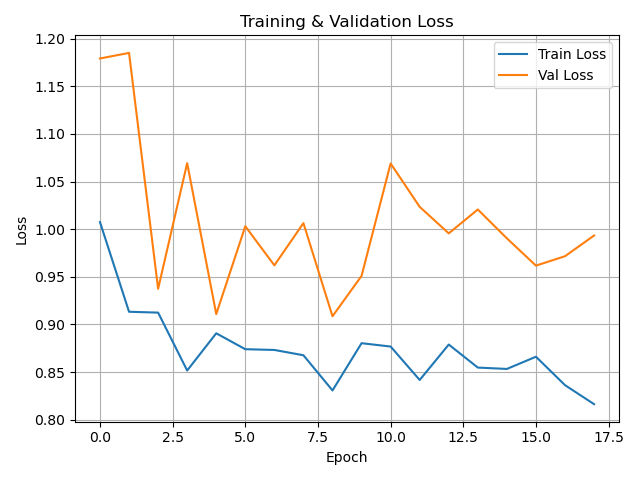 Training & Validation Loss
Train Loss
Val Loss
1.20
1.15
1.10
1.05
1.00
0.95
0.90
0.85
0.80
Loss
0.0 2.5 5.0 7.5 10.0 12.5 15.0 17.5
Epoch